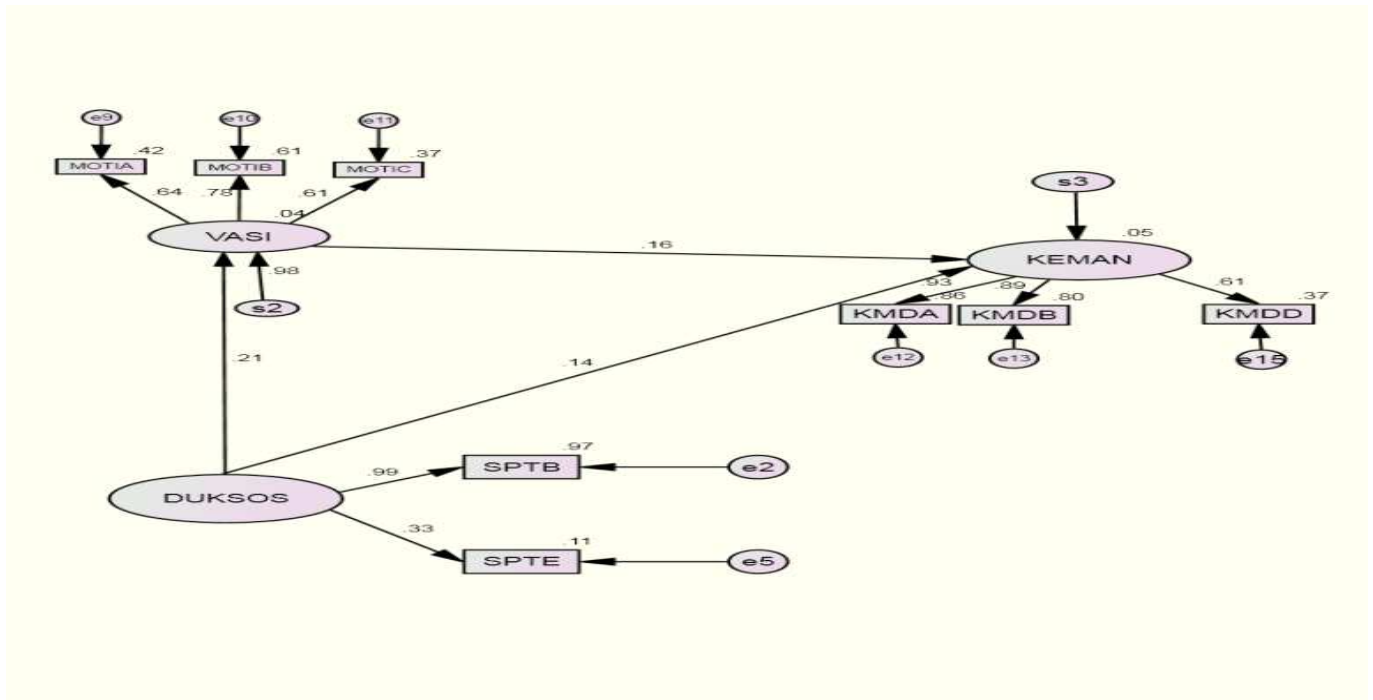 e9
e10
e11
.42
.61
.37
MOTIA
MOTIB
MOTIC
.64
.78
.61
.04
VASI
s3
.05
KEMAN
.16
.98
s2
.93
.89
.61
.86
.80
.37
KMDA
KMDB
KMDD
e12
e13
e15
.21
.14
.97
.99
SPTB
e2
DUKSOS
.33
.11
SPTE
e5